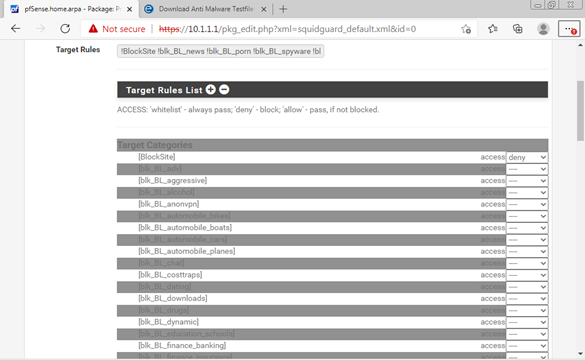 pfSense.home.arpa - Package: Pr
Download Anti Malware Testfile
Not secure https://10.1.1.1/pkg_edit.php?xml=squidguard_default.xml&id=0
Target Rules
!BlockSite !blk_BL_news !blk_BL_porn !blk_BL_spyware !bl
Target Rules List
ACCESS: 'whitelist' - always pass; 'deny' - block; 'allow' - pass, if not blocked.
Target Categories
[BlockSite] access deny
[blk_BL_adv] access ----
[blk_BL_aggressive] access ----
[blk_BL_alcohol] access ----
[blk_BL_anonvpn] access ----
[blk_BL_automobile_bikes] access ----
[blk_BL_automobile_boats] access ----
[blk_BL_automobile_cars] access ----
[blk_BL_automobile_planes] access ----
[blk_BL_chat] access ----
[blk_BL_costtraps] access ----
[blk_BL_dating] access ----
[blk_BL_downloads] access ----
[blk_BL_drugs] access ----
[blk_BL_dynamic] access ----
[blk_BL_education_schools] access ----
[blk_BL_finance_banking] access ----
[blk_BL_finance_insurance] access ----